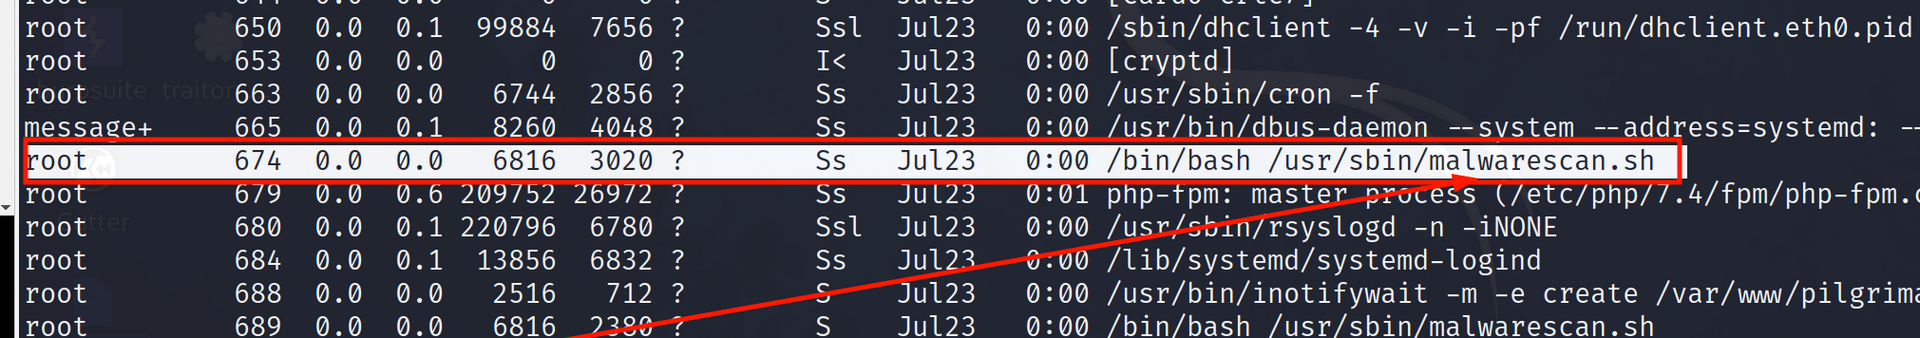 root 650 0.0 0.1 99884 7656 ? Ssl Jul23 0:00 /sbin/dhclient -4 -v -i -pf /run/dhclient.eth0.pid
root 653 0.0 0.0 0 0 ? I< Jul23 0:00 [cryptd]
root 663 0.0 0.0 6744 2856 ? Ss Jul23 0:00 /usr/sbin/cron -f
message+ 665 0.0 0.1 8260 4048 ? Ss Jul23 0:00 /usr/bin/dbus-daemon --system --address=systemd: --
root 674 0.0 0.0 6816 3020 ? Ss Jul23 0:00 /bin/bash /usr/sbin/malwarescan.sh
root 679 0.0 0.6 209752 26972 ? Ss Jul23 0:01 php-fpm: master process (/etc/php/7.4/fpm/php-fpm.c
root 680 0.0 0.1 220796 6780 ? Ssl Jul23 0:00 /usr/sbin/rsyslogd -n -iNONE
root 684 0.0 0.1 13856 6832 ? Ss Jul23 0:00 /lib/systemd/systemd-logind
root 688 0.0 0.0 2516 712 ? S Jul23 0:00 /usr/bin/inotifywait -m -e create /var/www/pilgrima
root 689 0.0 0.0 6816 2380 ? S Jul23 0:00 /bin/bash /usr/sbin/malwarescan.sh